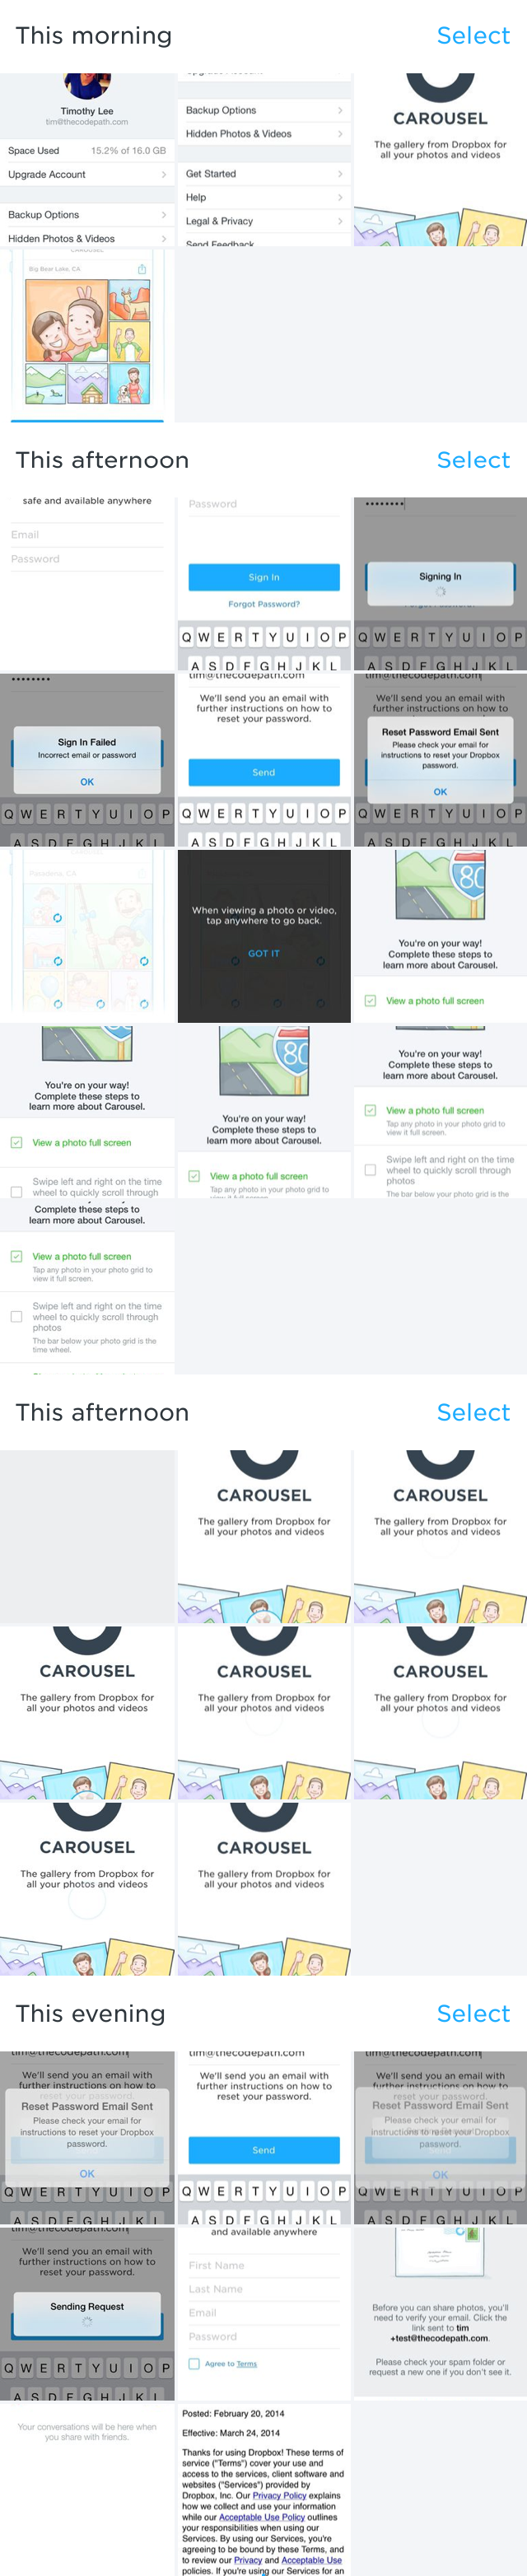 This morning Select
Timothy Lee
tim@thecodepath.com
Space Used 15.2% of 16.0 GB
Upgrade Account
Backup Options
Hidden Photos & Videos
Upgrade Account
Backup Options
Hidden Photos & Videos
Get Started
Help
Legal & Privacy
Send Feedback
CAROUSEL
The gallery from Dropbox for
all your photos and videos
CAROUSEL
Big Bear Lake, CA
This afternoon Select
safe and available anywhere
Email
Password
Password
Sign In
Forgot Password?
Q W E R T Y U I O P
A S D F G H J K L
Signing In
Q W E R T Y U I O P
A S D F G H J K L
Sign In Failed
Incorrect email or password
OK
Q W E R T Y U I O P
A S D F G H J K L
tim@thecodepath.com
We'll send you an email with
further instructions on how to
reset your password.
Send
Q W E R T Y U I O P
A S D F G H J K L
tim@thecodepath.com
We'll send you an email with
further instructions on how to
Reset Password Email Sent
Please check your email for
instructions to reset your Dropbox
password.
OK
Q W E R T Y U I O P
A S D F G H J K L
Pasadena, CA
When viewing a photo or video,
tap anywhere to go back.
GOT IT
80
You're on your way!
Complete these steps to
learn more about Carousel.
View a photo full screen
You're on your way!
Complete these steps to
learn more about Carousel.
View a photo full screen
Swipe left and right on the time
wheel to quickly scroll through
80
You're on your way!
Complete these steps to
learn more about Carousel.
View a photo full screen
Tap any photo in your photo grid to
view it full screen.
You're on your way!
Complete these steps to
learn more about Carousel.
View a photo full screen
Tap any photo in your photo grid to
view it full screen.
Swipe left and right on the time
wheel to quickly scroll through
photos
The bar below your photo grid is the
Complete these steps to
learn more about Carousel.
View a photo full screen
Tap any photo in your photo grid to
view it full screen.
Swipe left and right on the time
wheel to quickly scroll through
photos
The bar below your photo grid is the
time wheel.
This afternoon Select
CAROUSEL
The gallery from Dropbox for
all your photos and videos
CAROUSEL
The gallery from Dropbox for
all your photos and videos
CAROUSEL
The gallery from Dropbox for
all your photos and videos
CAROUSEL
The gallery from Dropbox for
all your photos and videos
CAROUSEL
The gallery from Dropbox for
all your photos and videos
CAROUSEL
The gallery from Dropbox for
all your photos and videos
CAROUSEL
The gallery from Dropbox for
all your photos and videos
This evening Select
tim@thecodepath.com
We'll send you an email with
further instructions on how to
reset your password.
Reset Password Email Sent
Please check your email for
instructions to reset your Dropbox
password.
OK
Q W E R T Y U I O P
A S D F G H J K L
tim@thecodepath.com
We'll send you an email with
further instructions on how to
reset your password.
Send
Q W E R T Y U I O P
A S D F G H J K L
tim@thecodepath.com
We'll send you an email with
further instructions on how to
reset your password.
Reset Password Email Sent
Please check your email for
instructions to reset your Dropbox
password.
OK
Q W E R T Y U I O P
A S D F G H J K L
tim@thecodepath.com
We'll send you an email with
further instructions on how to
reset your password.
Sending Request
Q W E R T Y U I O P
A S D F G H J K L
and available anywhere
First Name
Last Name
Email
Password
Agree to Terms
Before you can share photos, you'll
need to verify your email. Click the
link sent to tim
+test@thecodepath.com.
Please check your spam folder or
request a new one if you don't see it.
Your conversations will be here when
you share with friends.
Posted: February 20, 2014
Effective: March 24, 2014
Thanks for using Dropbox! These terms of
service ("Terms") cover your use and
access to the services, client software and
websites ("Services") provided by
Dropbox, Inc. Our Privacy Policy explains
how we collect and use your information
while our Acceptable Use Policy outlines
your responsibilities when using our
Services. By using our Services, you're
agreeing to be bound by these Terms, and
to review our Privacy and Acceptable Use
policies. If you're using our Services for an